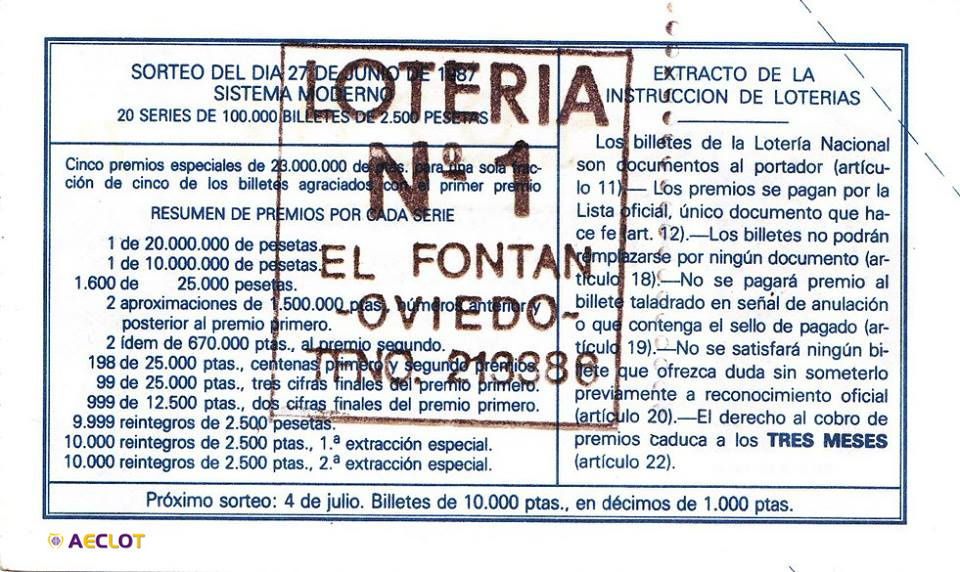 SORTEO DEL DIA 27 DE JUNIO DE 1987
SISTEMA MODERNO
20 SERIES DE 100.000 BILLETES DE 2.500 PESETAS
Cinco premios especiales de 23.000.000 de ptas. para una sola frac-
ción de cinco de los billetes agraciados con el primer premio
RESUMEN DE PREMIOS POR CADA SERIE
1 de 20.000.000 de pesetas.
1 de 10.000.000 de pesetas.
1.600 de 25.000 pesetas.
2 aproximaciones de 1.500.000 ptas., números anterior y
posterior al premio primero.
2 ídem de 670.000 ptas., al premio segundo.
198 de 25.000 ptas., centenas primero y segundo premios.
99 de 25.000 ptas., tres cifras finales del premio primero.
999 de 12.500 ptas., dos cifras finales del premio primero.
9.999 reintegros de 2.500 pesetas.
10.000 reintegros de 2.500 ptas., 1.ª extracción especial.
10.000 reintegros de 2.500 ptas., 2.ª extracción especial.
EXTRACTO DE LA
INSTRUCCION DE LOTERIAS
Los billetes de la Lotería Nacional
son documentos al portador (artícu-
lo 11).— Los premios se pagan por la
Lista oficial, único documento que ha-
ce fe (art. 12).—Los billetes no podrán
remplazarse por ningún documento (ar-
tículo 18).—No se pagará premio al
billete taladrado en señal de anulación
o que contenga el sello de pagado (ar-
tículo 19).—No se satisfará ningún bi-
llete que ofrezca duda sin someterlo
previamente a reconocimiento oficial
(artículo 20).—El derecho al cobro de
premios caduca a los TRES MESES
(artículo 22).
Próximo sorteo: 4 de julio. Billetes de 10.000 ptas., en décimos de 1.000 ptas.
LOTERIA
Nº 1
EL FONTAN
-OVIEDO-
TFNO. 213386
AECLOT